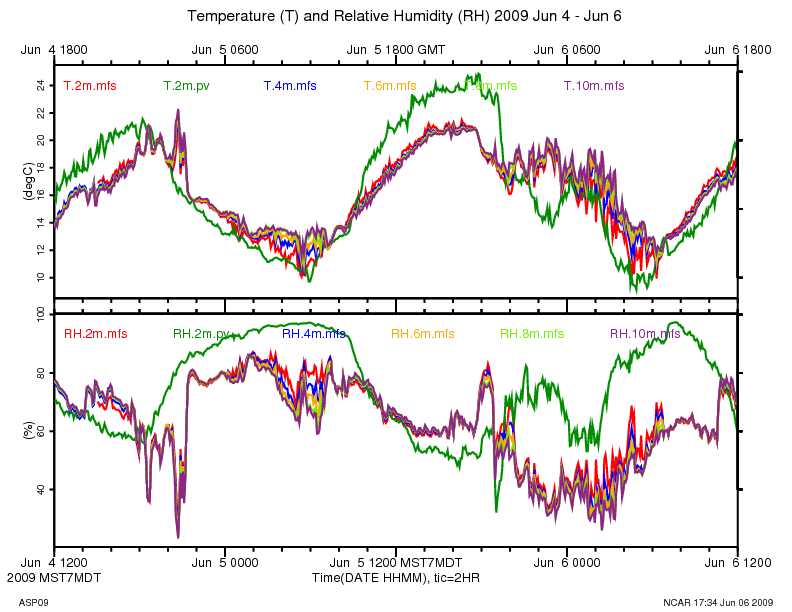 Temperature (T) and Relative Humidity (RH) 2009 Jun 4 - Jun 6
Jun 4 1800 Jun 5 0600 Jun 5 1800 GMT Jun 6 0600 Jun 6 1800
T.2m.mfs T.2m.pv T.4m.mfs T.6m.mfs T.8m.mfs T.10m.mfs
24
22
20
18
16
14
12
10
(degC)
RH.2m.mfs RH.2m.pv RH.4m.mfs RH.6m.mfs RH.8m.mfs RH.10m.mfs
100
80
60
40
(%)
Jun 4 1200 Jun 5 0000 Jun 5 1200 MST7MDT Jun 6 0000 Jun 6 1200
2009 MST7MDT Time(DATE HHMM), tic=2HR
ASP09 NCAR 17:34 Jun 06 2009